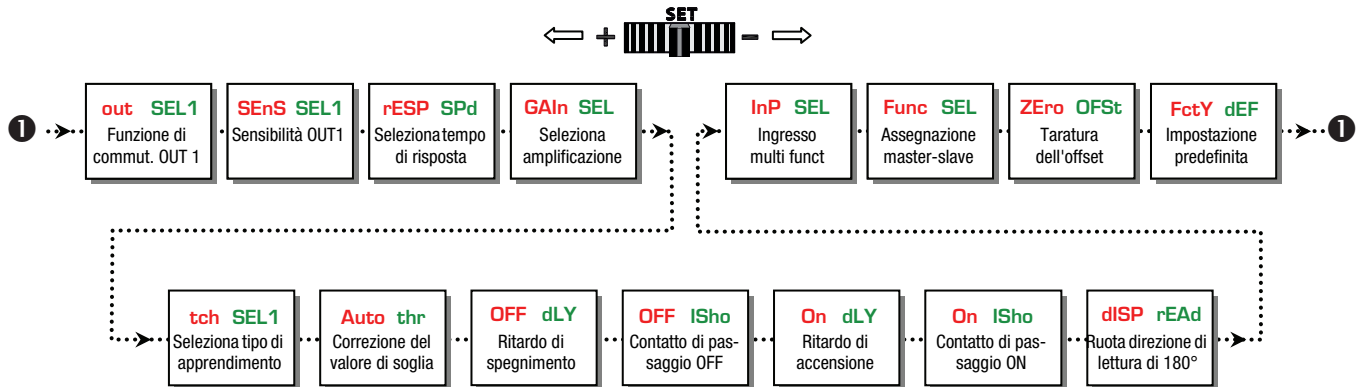 SET
+ -
❶
out SEL1
Funzione di
commut. OUT 1
SEnS SEL1
Sensibilità OUT1
rESP SPd
Seleziona tempo
di risposta
GAIn SEL
Seleziona
amplificazione
InP SEL
Ingresso
multi funct
Func SEL
Assegnazione
master-slave
ZEro OFSt
Taratura
dell'offset
FctY dEF
Impostazione
predefinita
❶
tch SEL1
Seleziona tipo di
apprendimento
Auto thr
Correzione del
valore di soglia
OFF dLY
Ritardo di
spegnimento
OFF ISho
Contatto di pas-
saggio OFF
On dLY
Ritardo di
accensione
On ISho
Contatto di pas-
saggio ON
dISP rEAd
Ruota direzione di
lettura di 180°